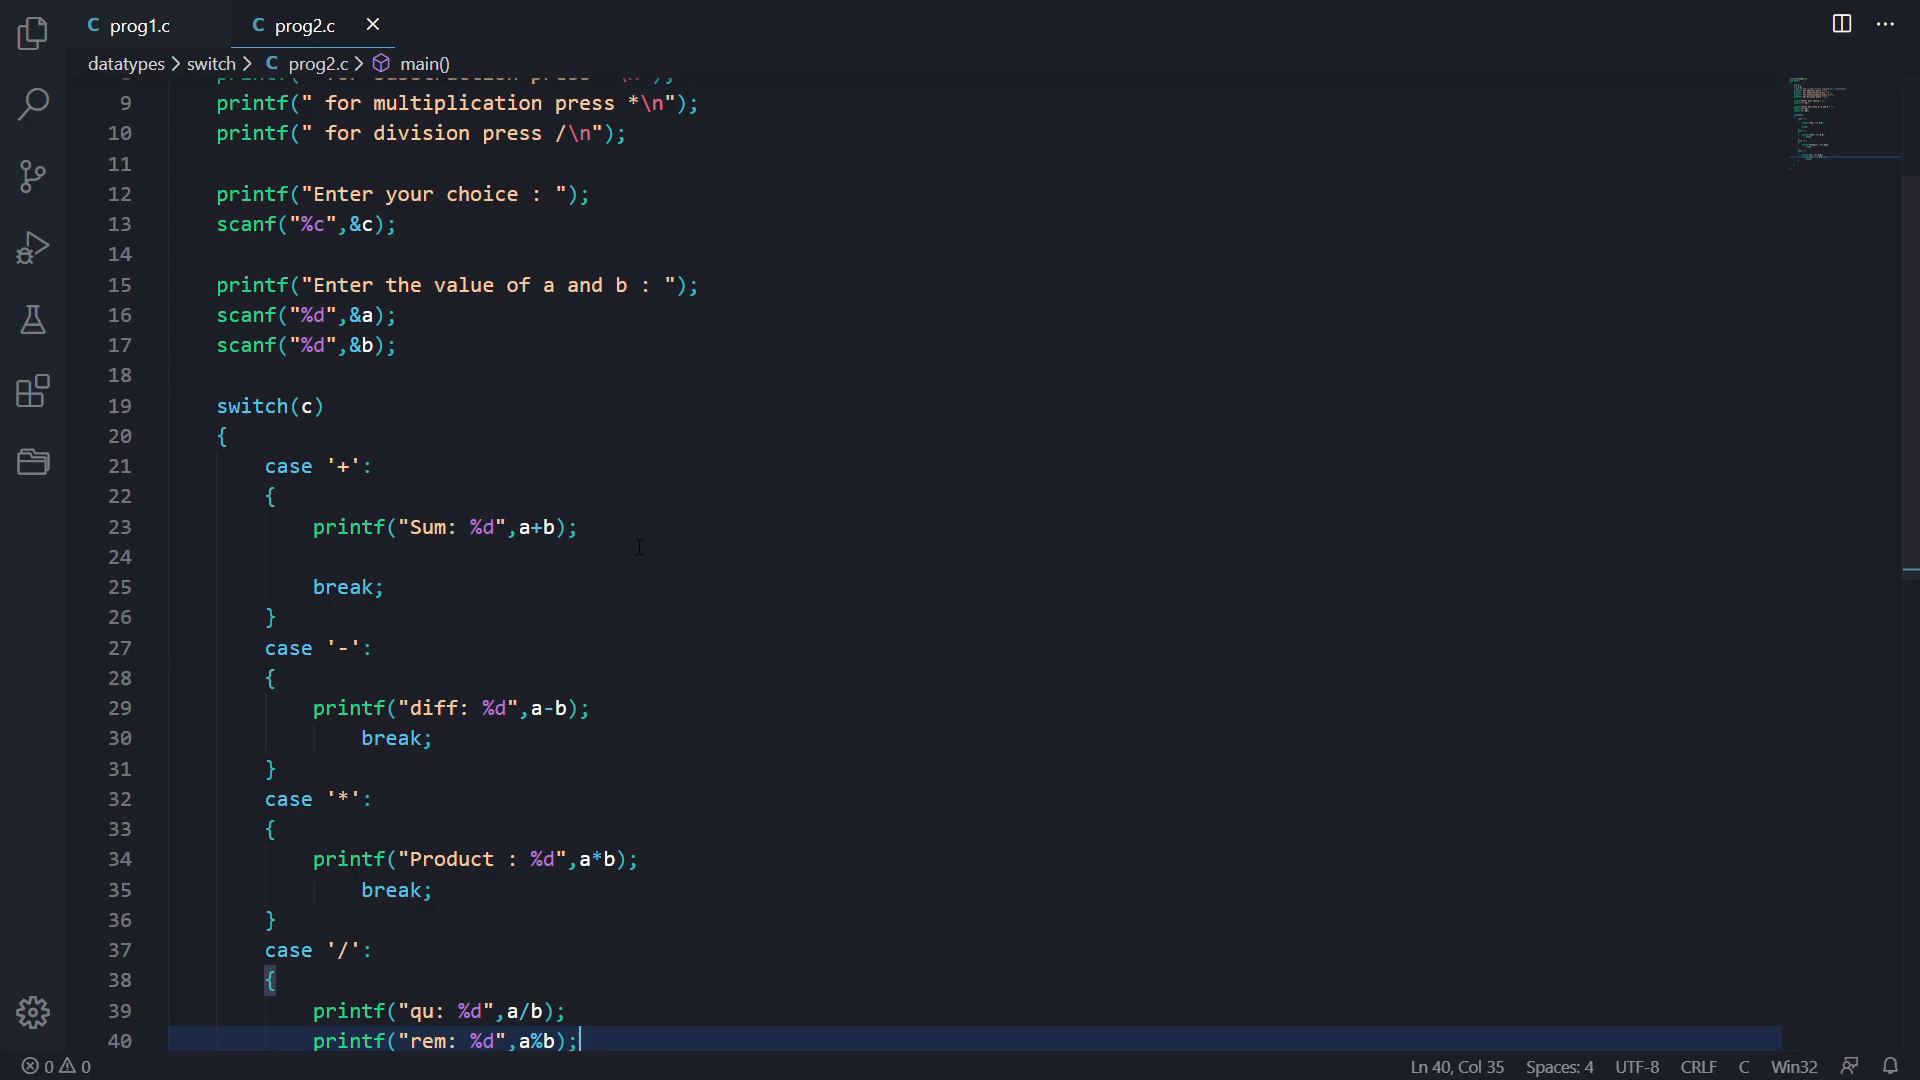 C prog1.c C prog2.c ×
datatypes > switch > C prog2.c > main()
9 printf(" for multiplication press *\n");
10 printf(" for division press /\n");
11
12 printf("Enter your choice : ");
13 scanf("%c",&c);
14
15 printf("Enter the value of a and b : ");
16 scanf("%d",&a);
17 scanf("%d",&b);
18
19 switch(c)
20 {
21 case '+':
22 {
23 printf("Sum: %d",a+b);
24
25 break;
26 }
27 case '-':
28 {
29 printf("diff: %d",a-b);
30 break;
31 }
32 case '*':
33 {
34 printf("Product : %d",a*b);
35 break;
36 }
37 case '/':
38 {
39 printf("qu: %d",a/b);
40 printf("rem: %d",a%b);
0 0 Ln 40, Col 35 Spaces: 4 UTF-8 CRLF C Win32